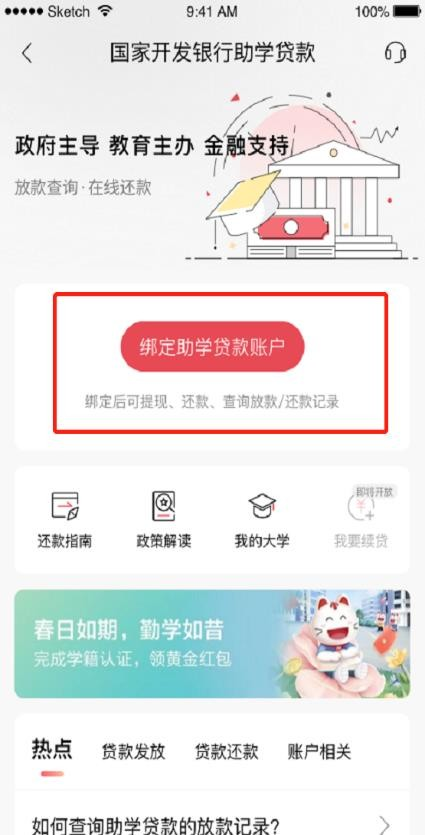 Sketch 9:41 AM 100%
国家开发银行助学贷款
政府主导 教育主办 金融支持
放款查询·在线还款
绑定助学贷款账户
绑定后可提现、还款、查询放款/还款记录
即将开放
还款指南 政策解读 我的大学 我要续贷
春日如期，勤学如昔
完成学籍认证，领黄金红包
热点 贷款发放 贷款还款 账户相关
如何查询助学贷款的放款记录?